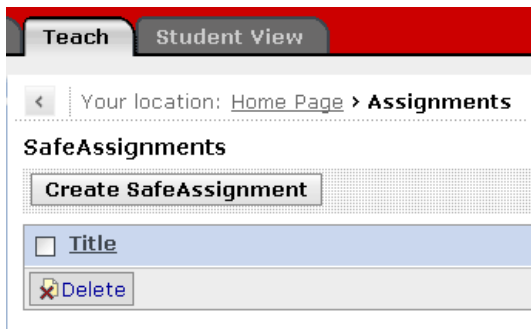 Teach Student View
Your location: Home Page > Assignments
SafeAssignments
Create SafeAssignment
Title
Delete